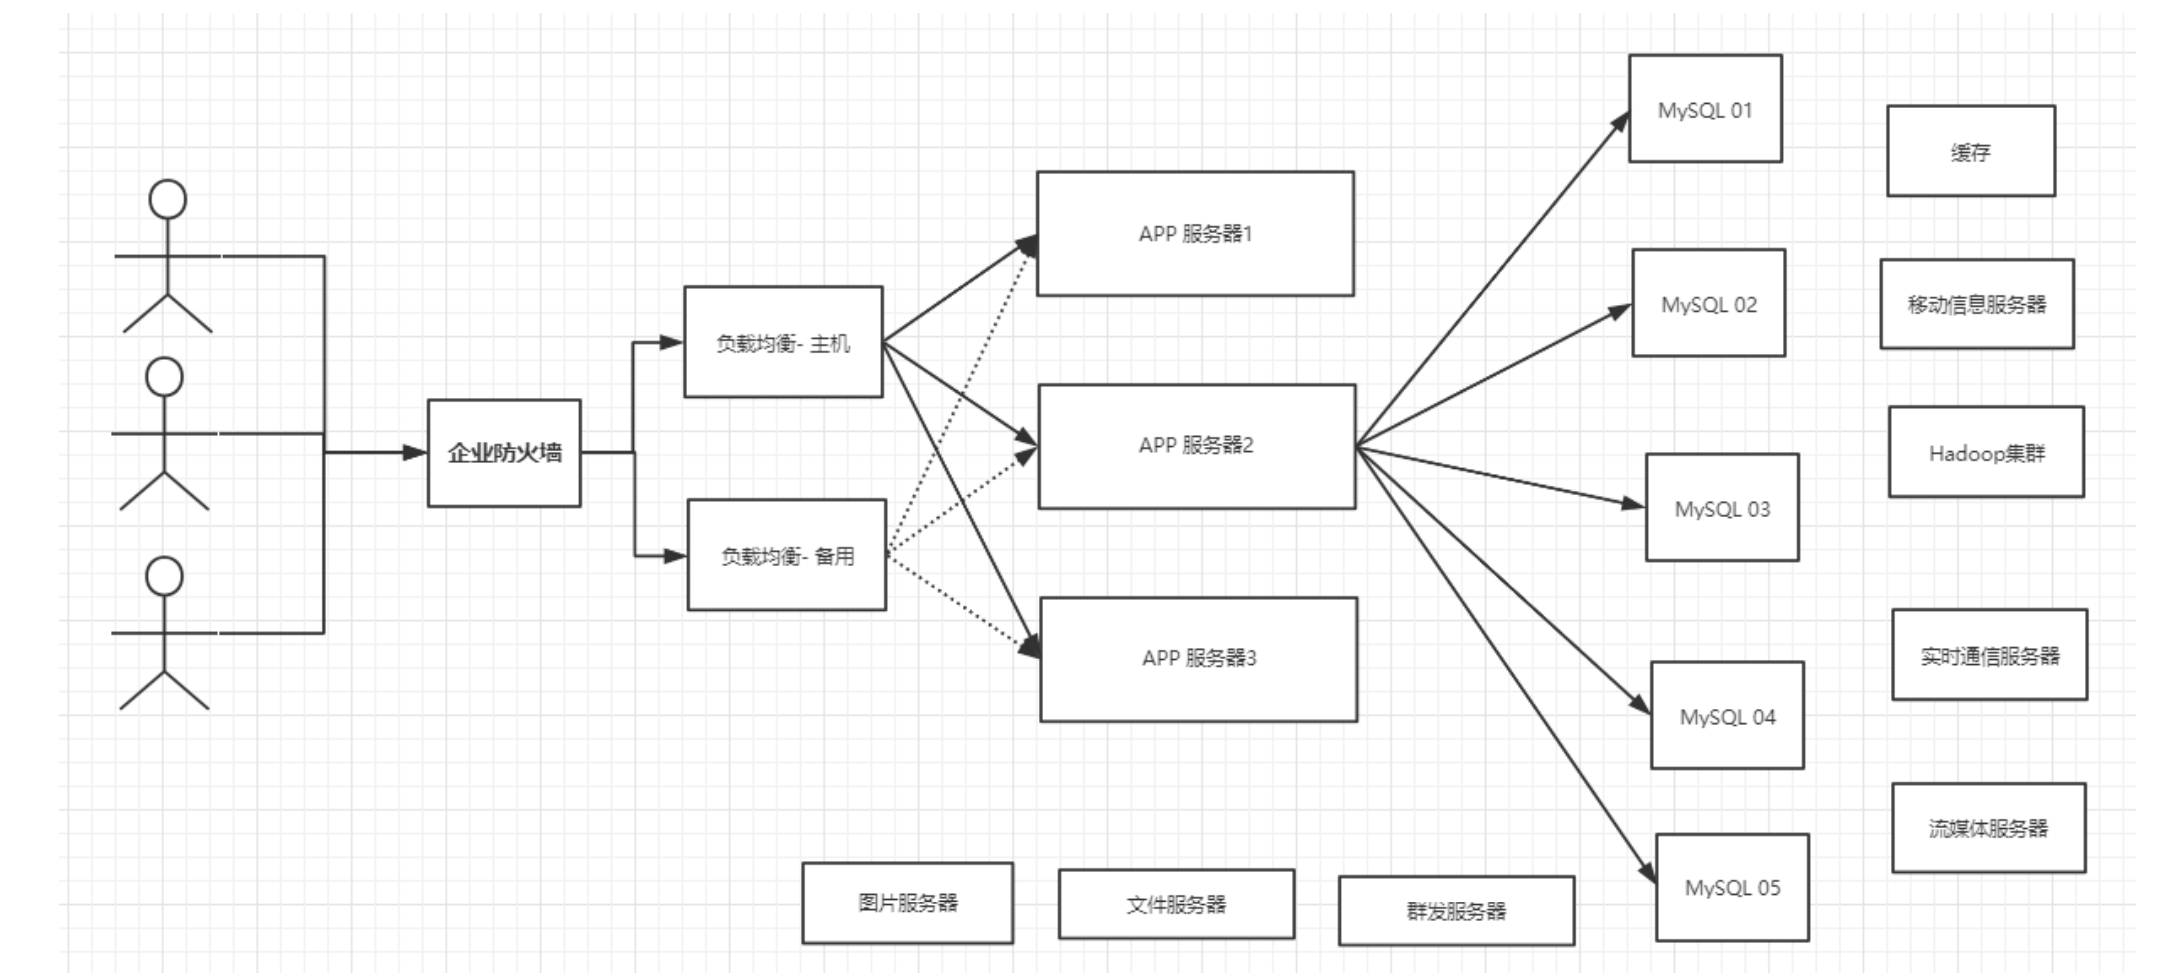 企业防火墙
负载均衡- 主机
负载均衡- 备用
APP 服务器1
APP 服务器2
APP 服务器3
MySQL 01
MySQL 02
MySQL 03
MySQL 04
MySQL 05
缓存
移动信息服务器
Hadoop集群
实时通信服务器
流媒体服务器
图片服务器
文件服务器
群发服务器